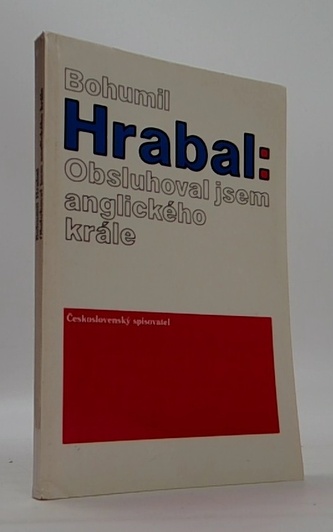 Bohumil
Hrabal:
Obsluhoval jsem
anglického
krále
Československý spisovatel